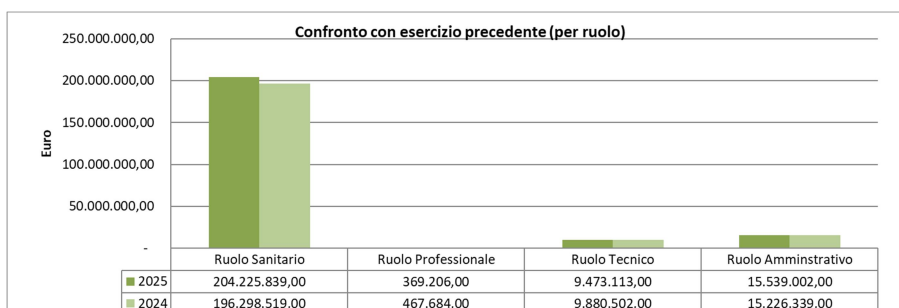 Confronto con esercizio precedente (per ruolo)
250.000.000,00
200.000.000,00
150.000.000,00
100.000.000,00
50.000.000,00
-
Euro
Ruolo Sanitario Ruolo Professionale Ruolo Tecnico Ruolo Amminstrativo
2025 204.225.839,00 369.206,00 9.473.113,00 15.539.002,00
2024 196.298.519,00 467.684,00 9.880.502,00 15.226.339,00